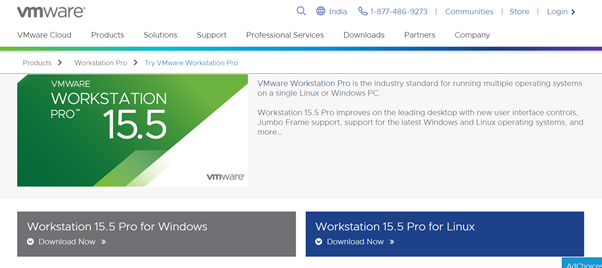 vmware®
India 1-877-486-9273 | Communities | Store | Login >
VMware Cloud Products Solutions Support Professional Services Downloads Partners Company
Products > Workstation Pro > Try VMware Workstation Pro
VMWARE
WORKSTATION
PRO™ 15.5
vmware®
VMware Workstation Pro is the industry standard for running multiple operating systems
on a single Linux or Windows PC.
Workstation 15.5 Pro improves on the leading desktop with new user interface controls,
Jumbo Frame support, support for the latest Windows and Linux operating systems, and
more...
Workstation 15.5 Pro for Windows
Download Now »
Workstation 15.5 Pro for Linux
Download Now »
AdChoices